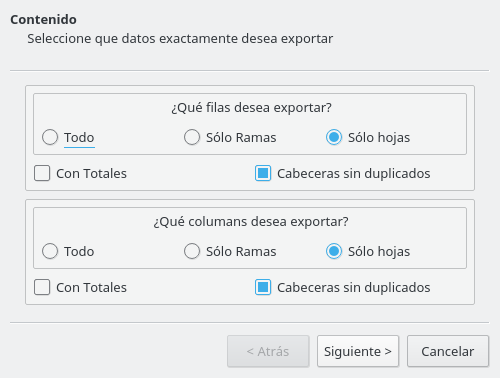 Contenido
Seleccione que datos exactamente desea exportar
¿Qué filas desea exportar?
Todo Sólo Ramas Sólo hojas
Con Totales Cabeceras sin duplicados
¿Qué columans desea exportar?
Todo Sólo Ramas Sólo hojas
Con Totales Cabeceras sin duplicados
< Atrás Siguiente > Cancelar